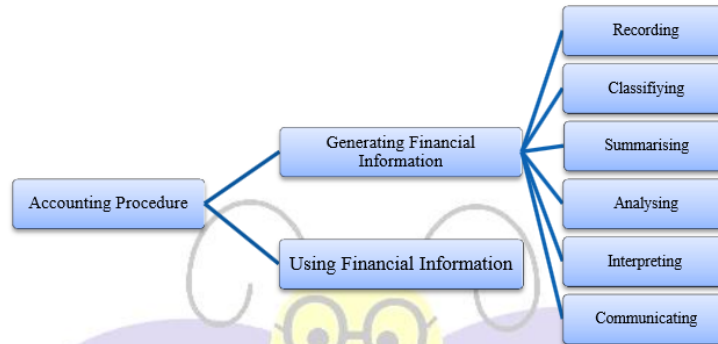 Recording
Classifiying
Generating Financial
Information
Summarising
Accounting Procedure
Analysing
Using Financial Information
Interpreting
Communicating